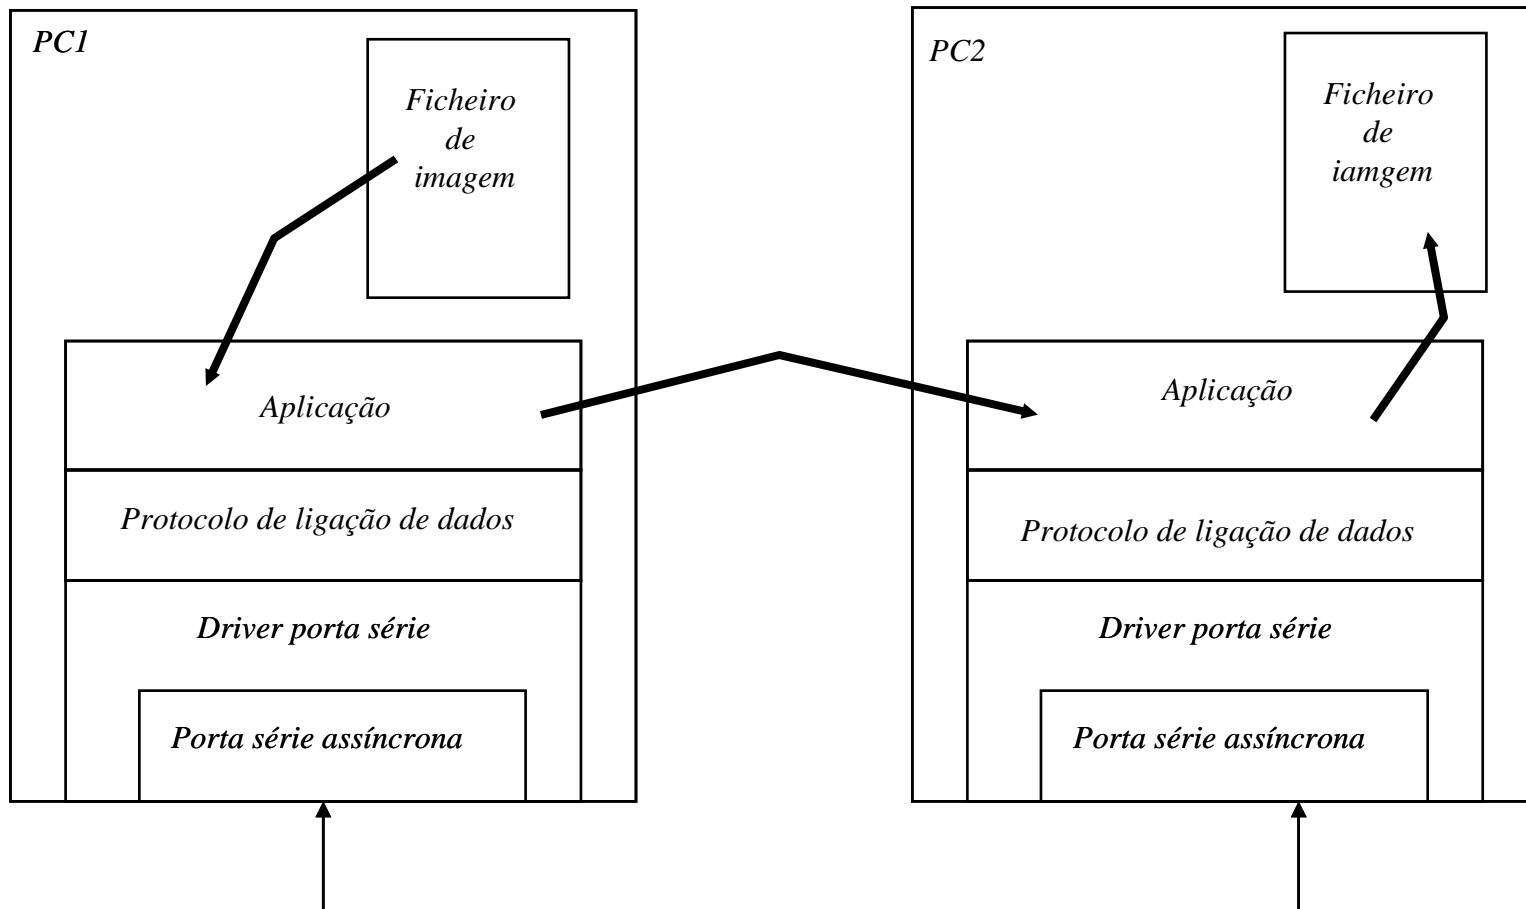 PC1
Ficheiro
de
imagem
Aplicação
Protocolo de ligação de dados
Driver porta série
Porta série assíncrona
PC2
Ficheiro
de
iamgem
Aplicação
Protocolo de ligação de dados
Driver porta série
Porta série assíncrona